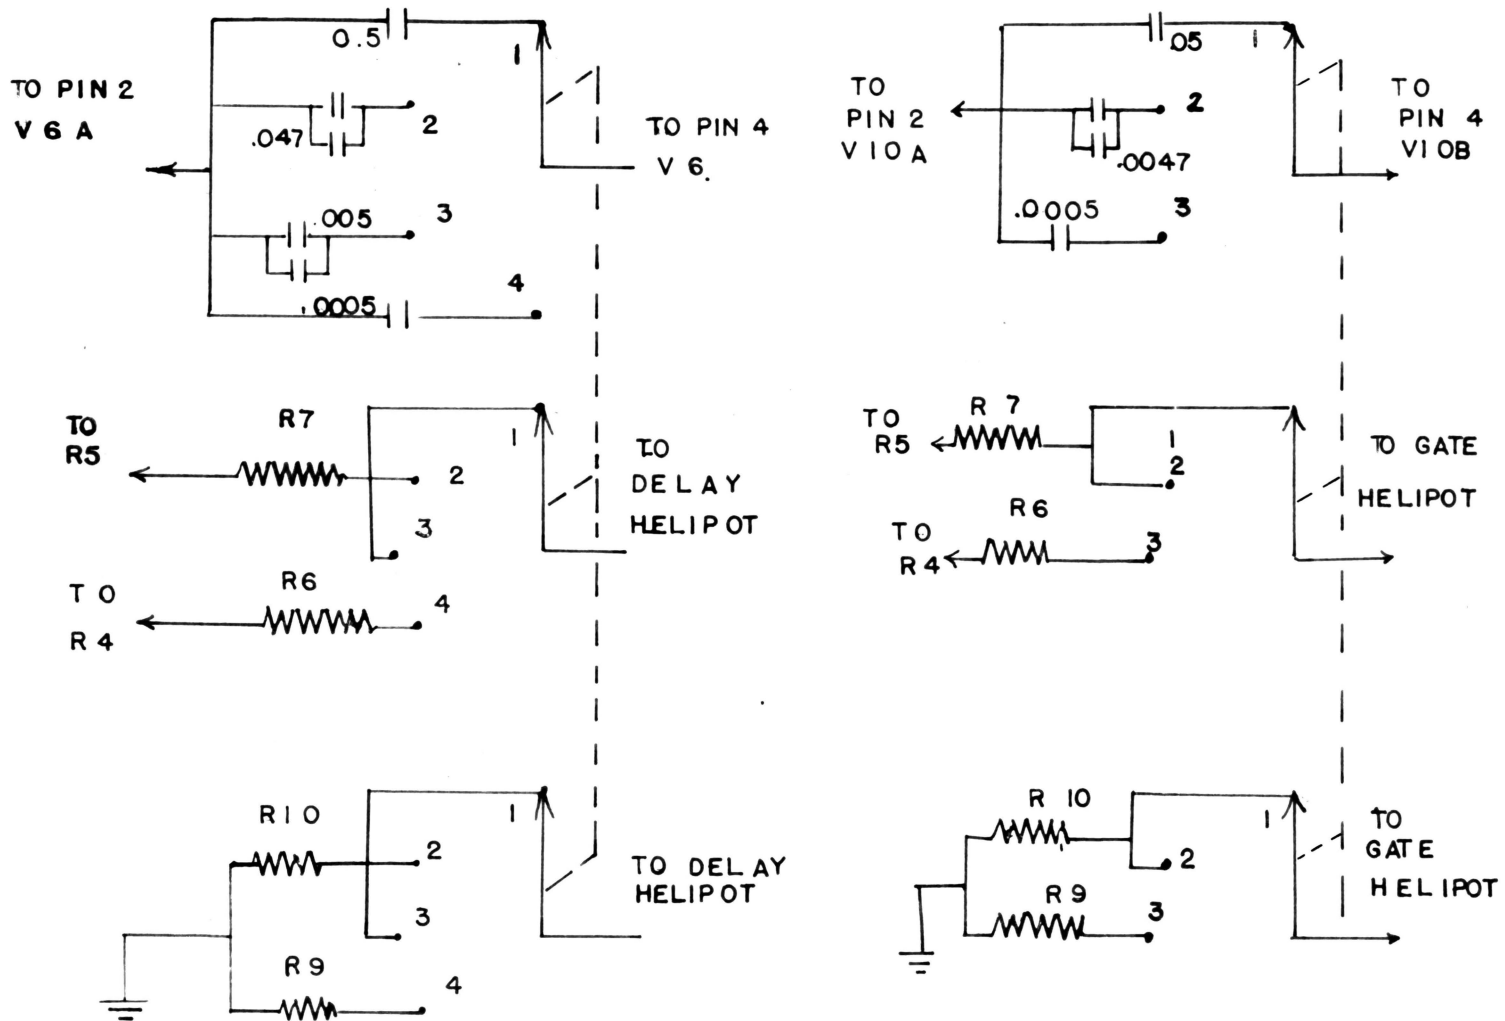 0.5
1
TO PIN 2
V 6 A
2
.047
TO PIN 4
V 6.
.005
3
.0005
4
R7
TO
R5
1
2
3
TO
DELAY
HELIPOT
R6
TO
R 4
4
R10
1
2
3
TO DELAY
HELIPOT
R9
4
.05
1
TO
PIN 2
V10A
2
.0047
TO
PIN 4
V10B
.0005
3
R 7
TO
R5
1
2
TO GATE
HELIPOT
R6
TO
R4
3
R 10
1
2
TO
GATE
HELIPOT
R9
3